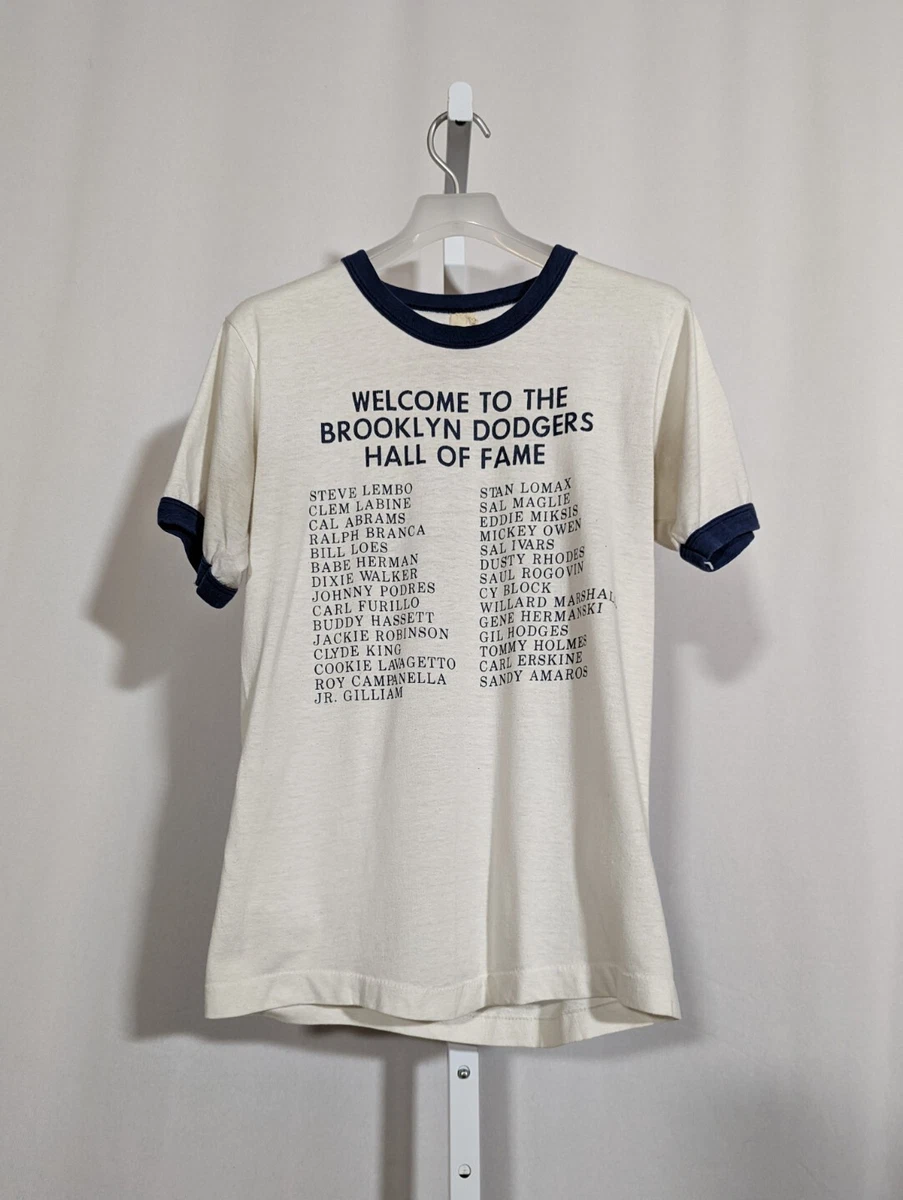 WELCOME TO THE
BROOKLYN DODGERS
HALL OF FAME
STEVE LEMBO
CLEM LABINE
CAL ABRAMS
RALPH BRANCA
BILL LOES
BABE HERMAN
DIXIE WALKER
JOHNNY PODRES
CARL FURILLO
BUDDY HASSETT
JACKIE ROBINSON
CLYDE KING
COOKIE LAVAGETTO
ROY CAMPANELLA
JR. GILLIAM
STAN LOMAX
SAL MAGLIE
EDDIE MIKSIS
MICKEY OWEN
SAL IVARS
DUSTY RHODES
SAUL ROGOVIN
CY BLOCK
WILLARD MARSHALL
GENE HERMANSKI
GIL HODGES
TOMMY HOLMES
CARL ERSKINE
SANDY AMAROS